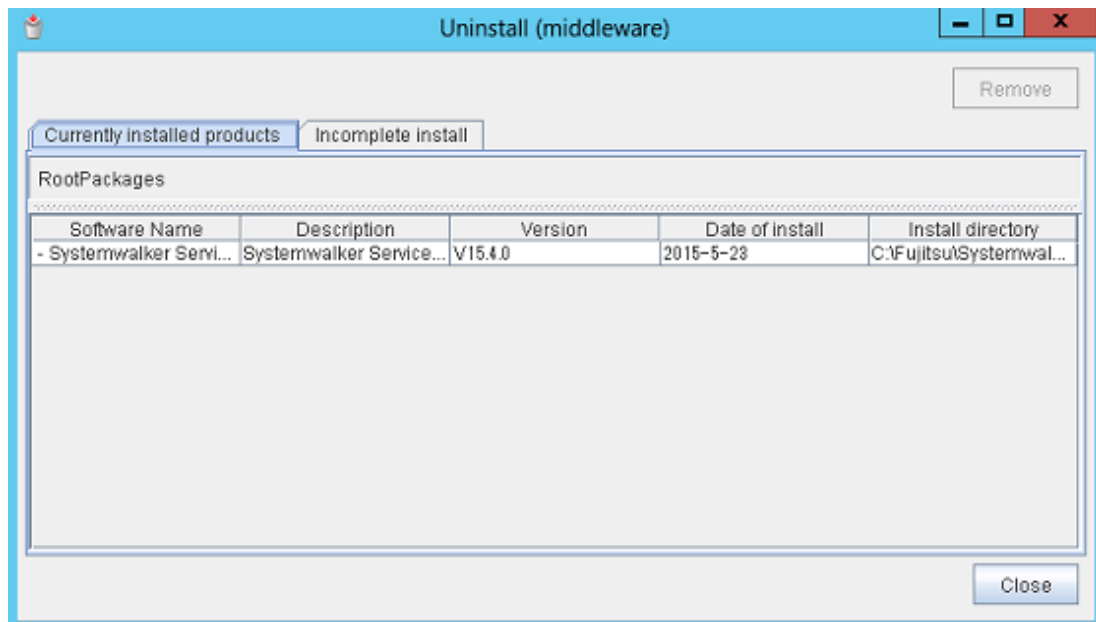 Uninstall (middleware)
Remove
Currently installed products
Incomplete install
RootPackages
Software Name Description Version Date of install Install directory
- Systemwalker Servi... Systemwalker Service... V15.4.0 2015-5-23 C:\Fujitsu\Systemwal...
Close